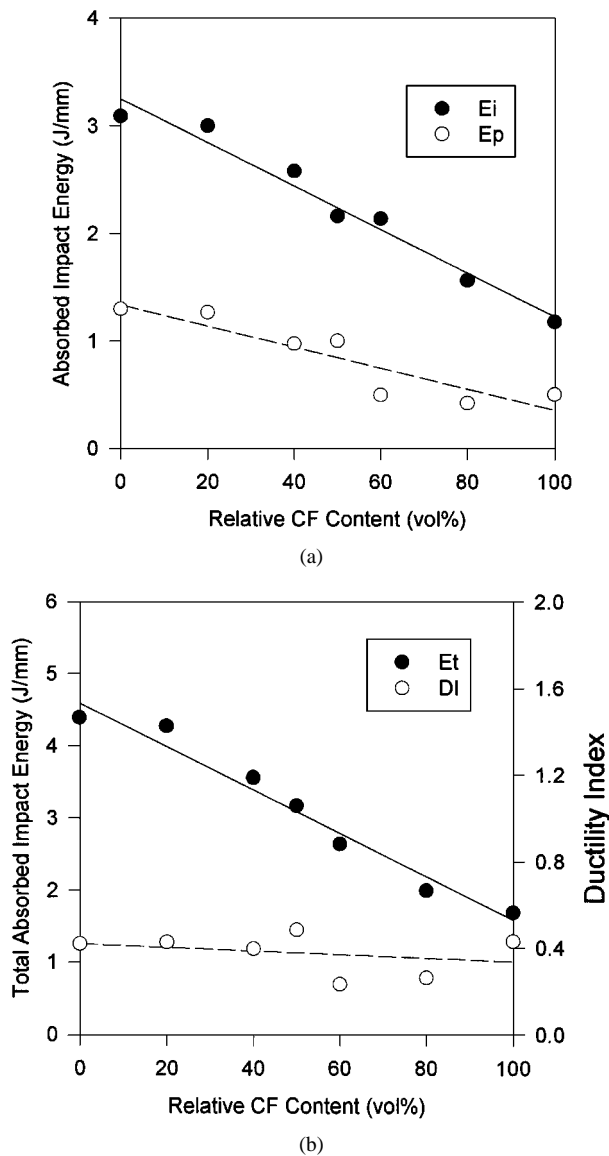 Absorbed Impact Energy (J/mm)
4
3
2
1
0
Ei
Ep
0 20 40 60 80 100
Relative CF Content (vol%)
(a)
Total Absorbed Impact Energy (J/mm)
6
5
4
3
2
1
0
Et
DI
2.0
1.6
1.2
0.8
0.4
0.0
Ductility Index
0 20 40 60 80 100
Relative CF Content (vol%)
(b)